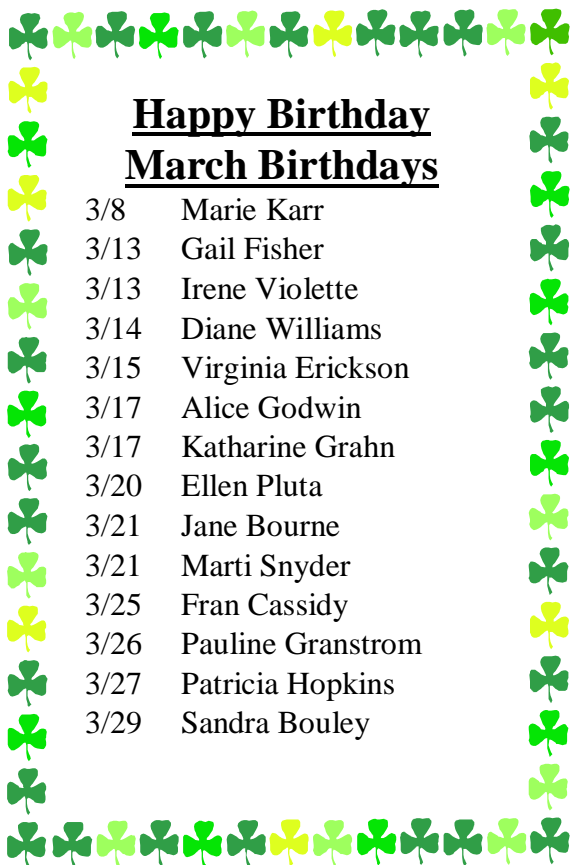 Happy Birthday
March Birthdays
3/8 Marie Karr
3/13 Gail Fisher
3/13 Irene Violette
3/14 Diane Williams
3/15 Virginia Erickson
3/17 Alice Godwin
3/17 Katharine Grahn
3/20 Ellen Pluta
3/21 Jane Bourne
3/21 Marti Snyder
3/25 Fran Cassidy
3/26 Pauline Granstrom
3/27 Patricia Hopkins
3/29 Sandra Bouley